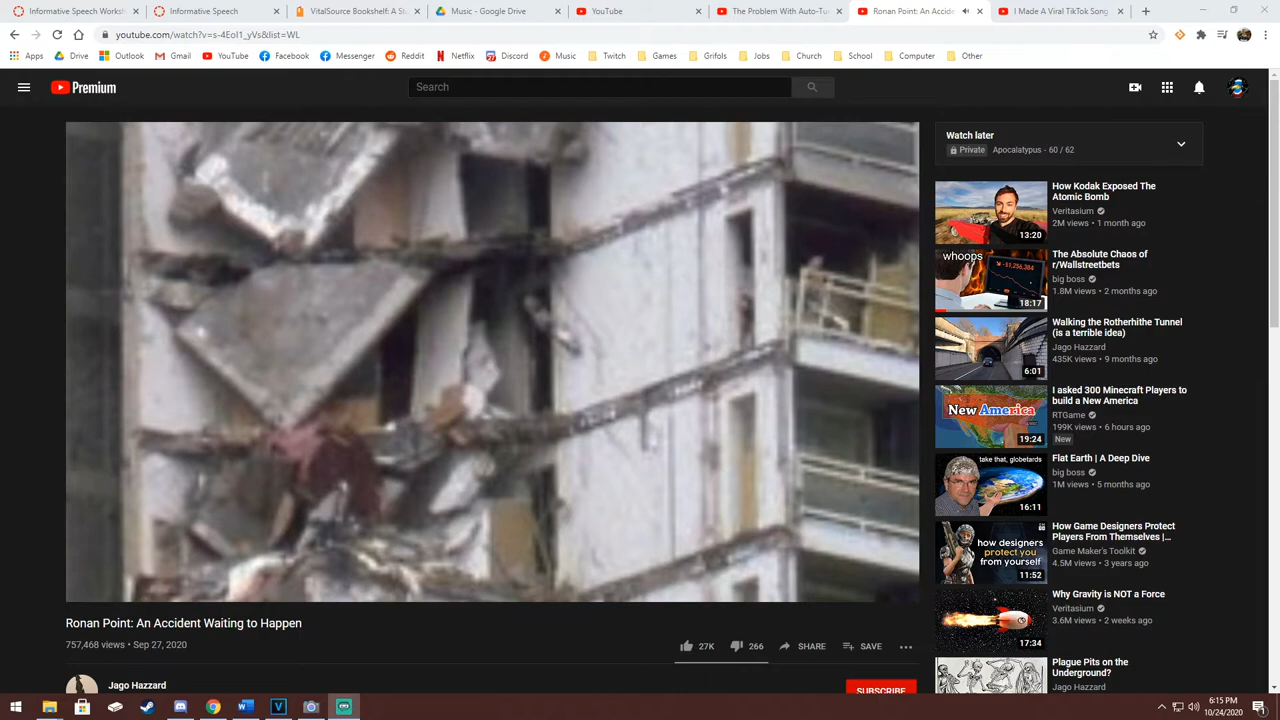 Informative Speech Worksh
Informative Speech
VitalSource Bookshelf: A St
Music - Google Drive
YouTube
The Problem With Auto-Tu
Ronan Point: An Accide
I Made A Viral TikTok Song
youtube.com/watch?v=s-4EoI1_yVs&list=WL
Apps
Drive
Outlook
Gmail
YouTube
Facebook
Messenger
Reddit
Netflix
Discord
Music
Twitch
Games
Grifols
Jobs
Church
School
Computer
Other
Premium
Search
Watch later
Private Apocalatypus - 60 / 62
How Kodak Exposed The
Atomic Bomb
Veritasium
2M views • 1 month ago
13:20
whoops
-$1,256,384
18:17
The Absolute Chaos of
r/Wallstreetbets
big boss
1.8M views • 2 months ago
Walking the Rotherhithe Tunnel
(is a terrible idea)
Jago Hazzard
435K views • 9 months ago
6:01
New America
19:24
I asked 300 Minecraft Players to
build a New America
RTGame
199K views • 6 hours ago
New
take that, globetards
16:11
Flat Earth | A Deep Dive
big boss
1M views • 5 months ago
how designers
protect you
from yourself
11:52
How Game Designers Protect
Players From Themselves |...
Game Maker's Toolkit
4.5M views • 3 years ago
Why Gravity is NOT a Force
Veritasium
3.6M views • 2 weeks ago
17:34
Plague Pits on the
Underground?
Jago Hazzard
Ronan Point: An Accident Waiting to Happen
757,468 views • Sep 27, 2020
27K
266
SHARE
SAVE
Jago Hazzard
SUBSCRIBE
6:15 PM
10/24/2020